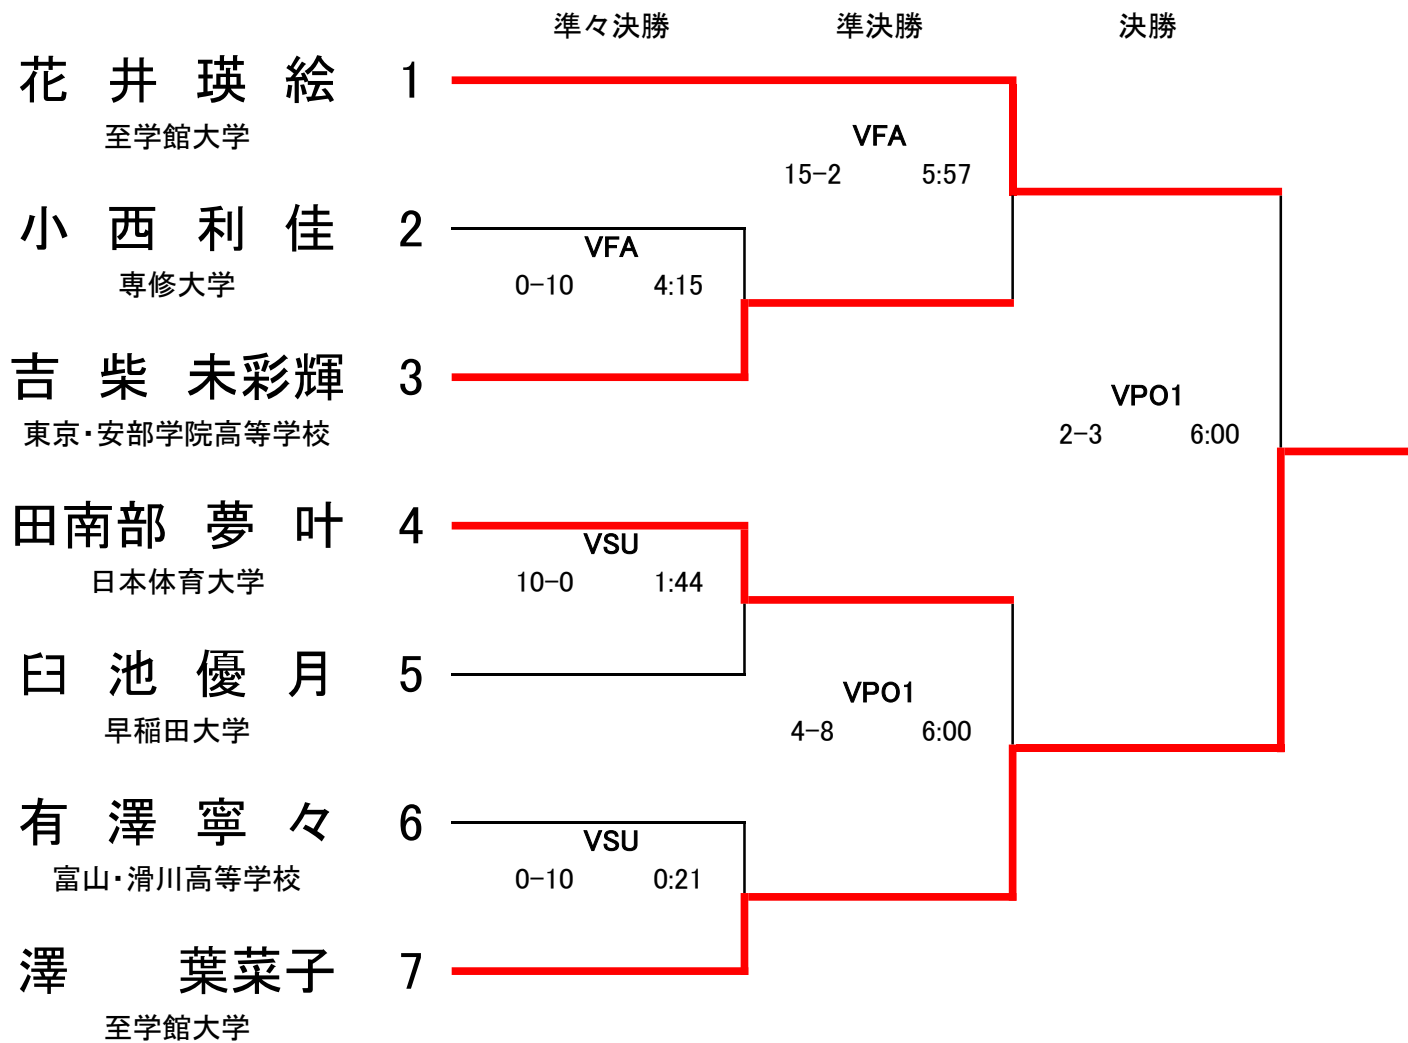 準々決勝 準決勝 決勝
花 井 瑛 絵 1
至学館大学
VFA
15-2 5:57
小 西 利 佳 2
専修大学
VFA
0-10 4:15
吉 柴 未彩輝 3
東京・安部学院高等学校
VPO1
2-3 6:00
田南部 夢 叶 4
日本体育大学
VSU
10-0 1:44
臼 池 優 月 5
早稲田大学
VPO1
4-8 6:00
有 澤 寧 々 6
富山・滑川高等学校
VSU
0-10 0:21
澤 葉菜子 7
至学館大学